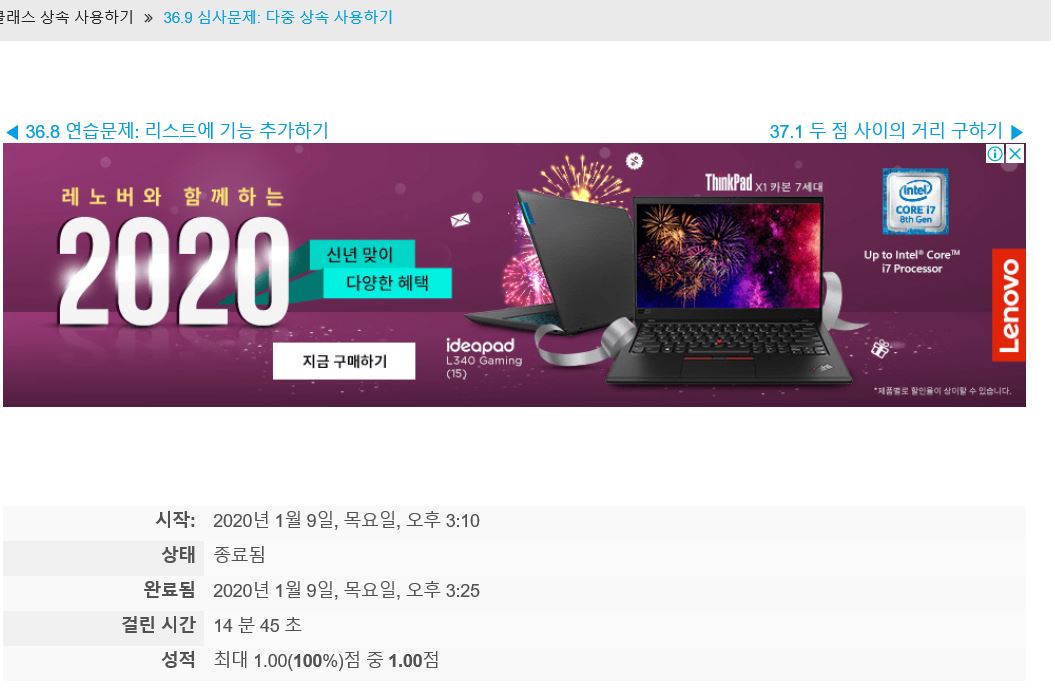 클래스 상속 사용하기 » 36.9 심사문제: 다중 상속 사용하기
◀ 36.8 연습문제: 리스트에 기능 추가하기
37.1 두 점 사이의 거리 구하기 ▶
레노버와 함께하는
2020
신년 맞이
다양한 혜택
지금 구매하기
ideapad
L340 Gaming
(15)
ThinkPad X1 카본 7세대
intel
CORE i7
8th Gen
Up to Intel® Core™
i7 Processor
Lenovo
*제품별로 할인율이 상이할 수 있습니다.
시작: 2020년 1월 9일, 목요일, 오후 3:10
상태 종료됨
완료됨 2020년 1월 9일, 목요일, 오후 3:25
걸린 시간 14 분 45 초
성적 최대 1.00(100%)점 중 1.00점